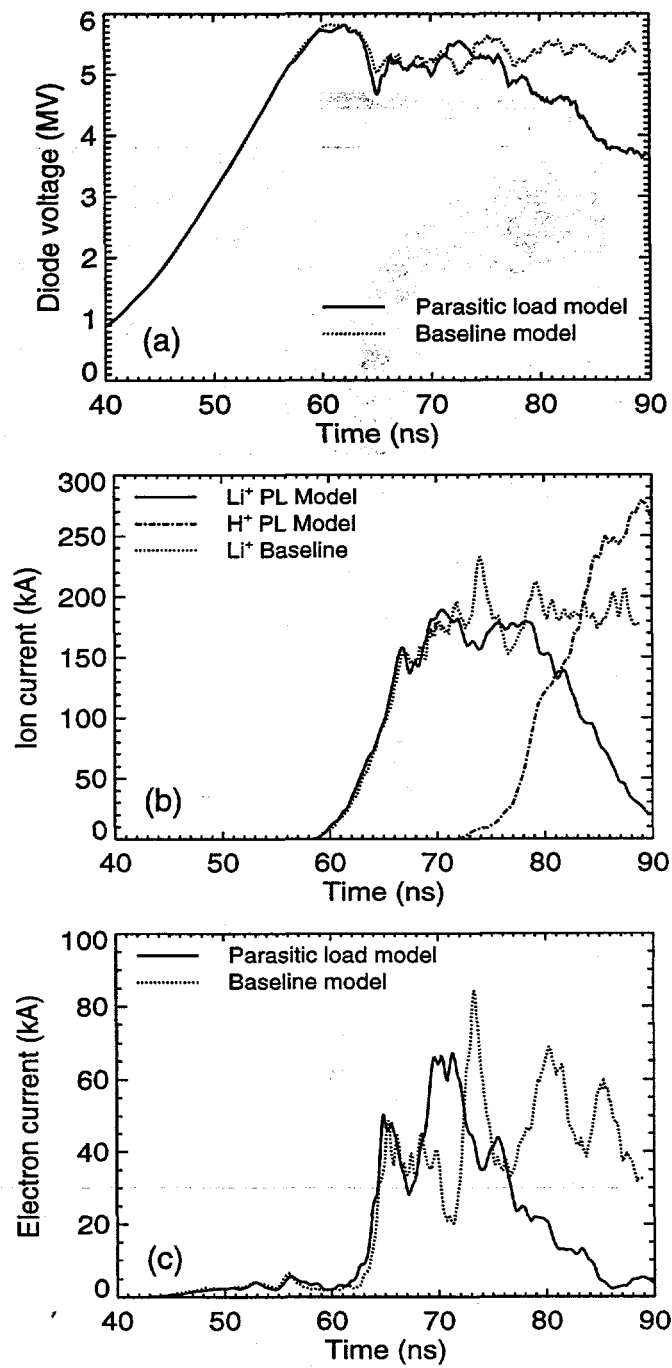 Diode voltage (MV)
6
5
4
3
2
1
0
Parasitic load model
Baseline model
(a)
40 50 60 70 80 90
Time (ns)
Ion current (kA)
300
250
200
150
100
50
0
Li⁺ PL Model
H⁺ PL Model
Li⁺ Baseline
(b)
40 50 60 70 80 90
Time (ns)
Electron current (kA)
100
80
60
40
20
0
Parasitic load model
Baseline model
(c)
40 50 60 70 80 90
Time (ns)